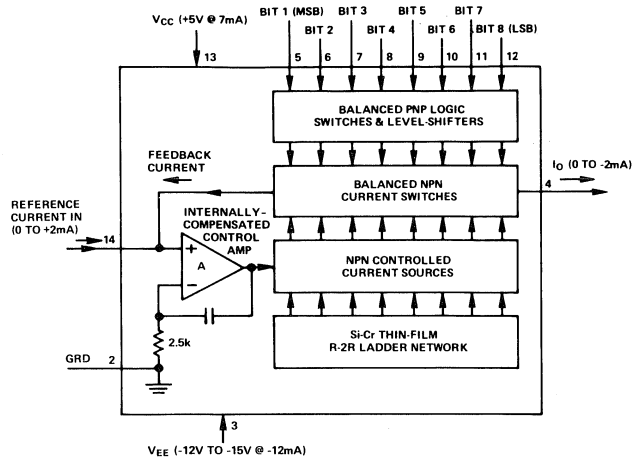 VCC (+5V @ 7mA)
BIT 1 (MSB)
BIT 2
BIT 3
BIT 4
BIT 5
BIT 6
BIT 7
BIT 8 (LSB)
13
5
6
7
8
9
10
11
12
BALANCED PNP LOGIC
SWITCHES & LEVEL-SHIFTERS
FEEDBACK
CURRENT
BALANCED NPN
CURRENT SWITCHES
IO (0 TO -2mA)
4
REFERENCE
CURRENT IN
(0 TO +2mA)
14
INTERNALLY-
COMPENSATED
CONTROL
AMP
+
A
−
NPN CONTROLLED
CURRENT SOURCES
2.5k
Si-Cr THIN-FILM
R-2R LADDER NETWORK
GRD
2
3
VEE (-12V TO -15V @ -12mA)